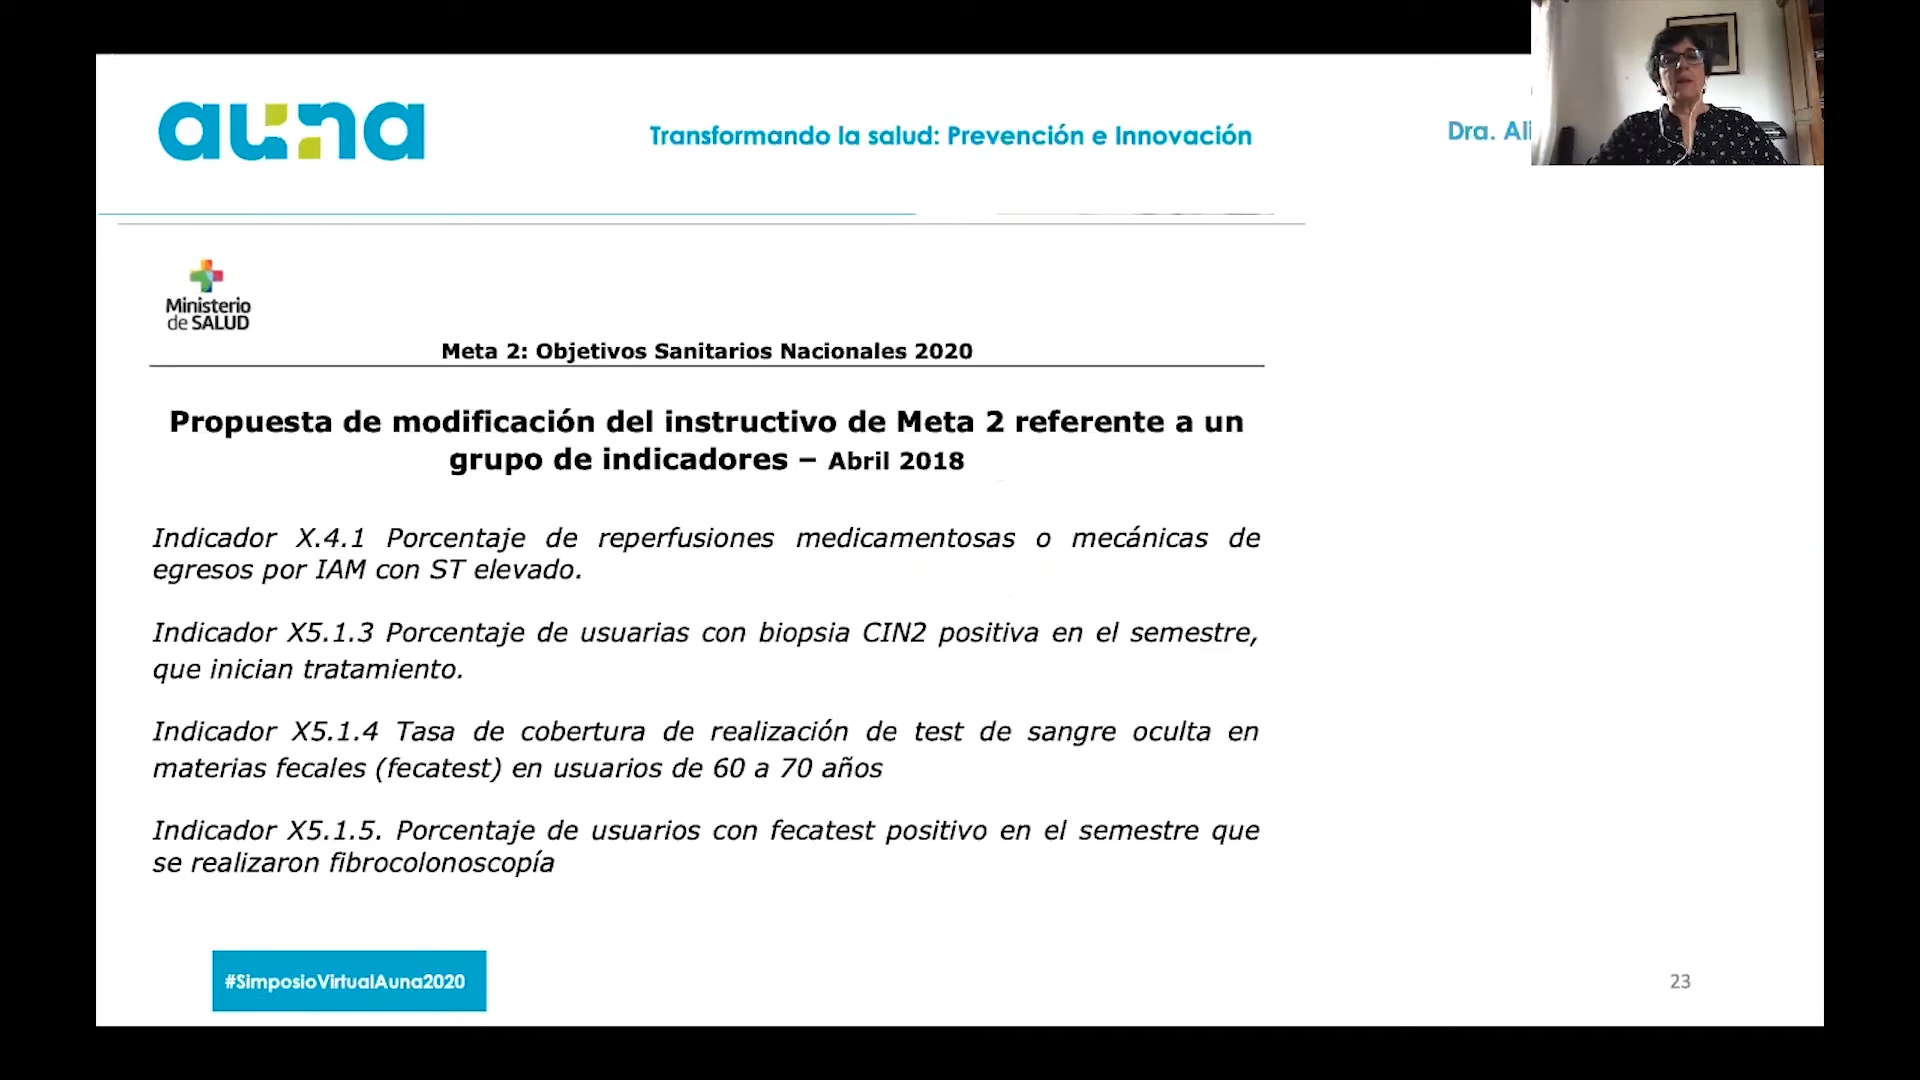 auna
Transformando la salud: Prevención e Innovación
Dra. Ali
Ministerio
de SALUD
Meta 2: Objetivos Sanitarios Nacionales 2020
Propuesta de modificación del instructivo de Meta 2 referente a un
grupo de indicadores – Abril 2018
Indicador X.4.1 Porcentaje de reperfusiones medicamentosas o mecánicas de
egresos por IAM con ST elevado.
Indicador X5.1.3 Porcentaje de usuarias con biopsia CIN2 positiva en el semestre,
que inician tratamiento.
Indicador X5.1.4 Tasa de cobertura de realización de test de sangre oculta en
materias fecales (fecatest) en usuarios de 60 a 70 años
Indicador X5.1.5. Porcentaje de usuarios con fecatest positivo en el semestre que
se realizaron fibrocolonoscopía
#SimposioVirtualAuna2020
23